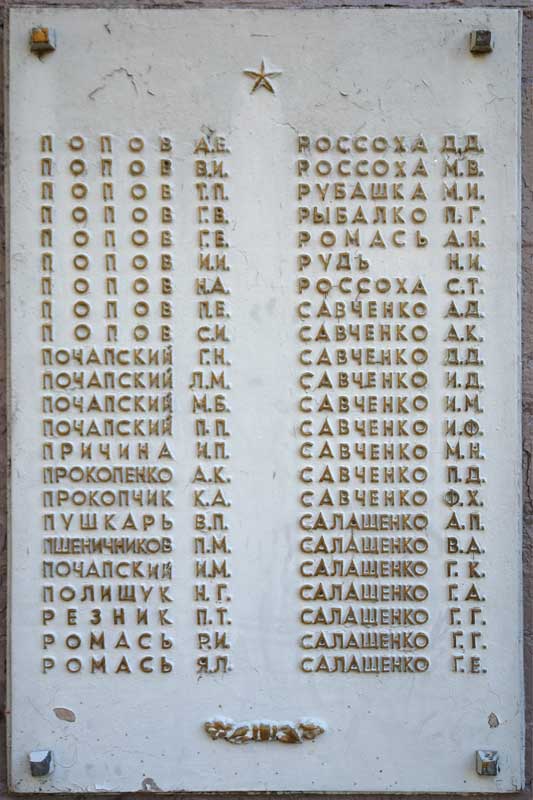 ПОПОВ Д.Е.
ПОПОВ В.И.
ПОПОВ Т.П.
ПОПОВ Г.В.
ПОПОВ Г.Е.
ПОПОВ И.И.
ПОПОВ Н.А.
ПОПОВ П.Е.
ПОПОВ С.И.
ПОЧАПСКИЙ Г.Н.
ПОЧАПСКИЙ Л.М.
ПОЧАПСКИЙ М.Б.
ПОЧАПСКИЙ П.П.
ПРИЧИНА И.П.
ПРОКОПЕНКО А.К.
ПРОКОПЧИК К.А.
ПУШКАРЬ В.П.
ПШЕНИЧНИКОВ П.М.
ПОЧАПСКИЙ И.М.
ПОЛИЩУК Н.Г.
РЕЗНИК П.Т.
РОМАСЬ Р.И.
РОМАСЬ Я.Л.
РОССОХА Д.Д.
РОССОХА М.В.
РУБАШКА М.И.
РЫБАЛКО П.Г.
РОМАСЬ А.Н.
РУДЬ Н.И.
РОССОХА С.Т.
САВЧЕНКО А.Д.
САВЧЕНКО А.К.
САВЧЕНКО Д.Д.
САВЧЕНКО И.Д.
САВЧЕНКО И.М.
САВЧЕНКО И.Ф.
САВЧЕНКО М.Н.
САВЧЕНКО П.Д.
САВЧЕНКО Ф.Х.
САЛАЩЕНКО А.П.
САЛАЩЕНКО В.А.
САЛАЩЕНКО Г.К.
САЛАЩЕНКО Г.А.
САЛАЩЕНКО Г.Г.
САЛАЩЕНКО Г.Г.
САЛАЩЕНКО Г.Е.